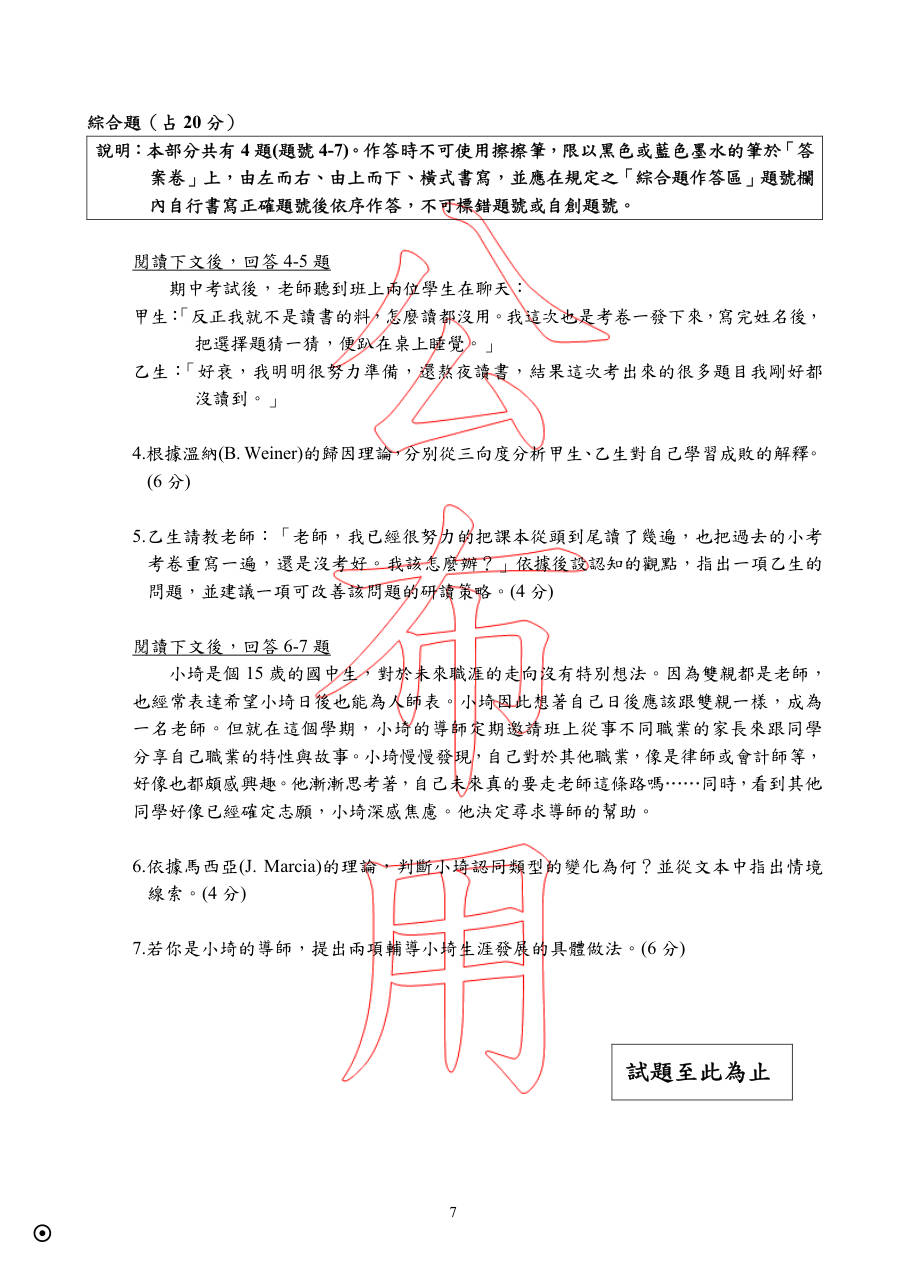 綜合題（占 20 分）
說明：本部分共有 4 題(題號 4-7)。作答時不可使用擦擦筆，限以黑色或藍色墨水的筆於「答
案卷」上，由左而右、由上而下、橫式書寫，並應在規定之「綜合題作答區」題號欄
內自行書寫正確題號後依序作答，不可標錯題號或自創題號。
閱讀下文後，回答 4-5 題
期中考試後，老師聽到班上兩位學生在聊天：
甲生：「反正我就不是讀書的料，怎麼讀都沒用。我這次也是考卷一發下來，寫完姓名後，
把選擇題猜一猜，便趴在桌上睡覺。」
乙生：「好衰，我明明很努力準備，還熬夜讀書，結果這次考出來的很多題目我剛好都
沒讀到。」
4.根據溫納(B. Weiner)的歸因理論，分別從三向度分析甲生、乙生對自己學習成敗的解釋。
(6 分)
5.乙生請教老師：「老師，我已經很努力的把課本從頭到尾讀了幾遍，也把過去的小考
考卷重寫一遍，還是沒考好。我該怎麼辦？」依據後設認知的觀點，指出一項乙生的
問題，並建議一項可改善該問題的研讀策略。(4 分)
閱讀下文後，回答 6-7 題
小埼是個 15 歲的國中生，對於未來職涯的走向沒有特別想法。因為雙親都是老師，
也經常表達希望小埼日後也能為人師表。小埼因此想著自己日後應該跟雙親一樣，成為
一名老師。但就在這個學期，小埼的導師定期邀請班上從事不同職業的家長來跟同學
分享自己職業的特性與故事。小埼慢慢發現，自己對於其他職業，像是律師或會計師等，
好像也都頗感興趣。他漸漸思考著，自己未來真的要走老師這條路嗎……同時，看到其他
同學好像已經確定志願，小埼深感焦慮。他決定尋求導師的幫助。
6.依據馬西亞(J. Marcia)的理論，判斷小埼認同類型的變化為何？並從文本中指出情境
線索。(4 分)
7.若你是小埼的導師，提出兩項輔導小埼生涯發展的具體做法。(6 分)
公
布
用
試題至此為止
7